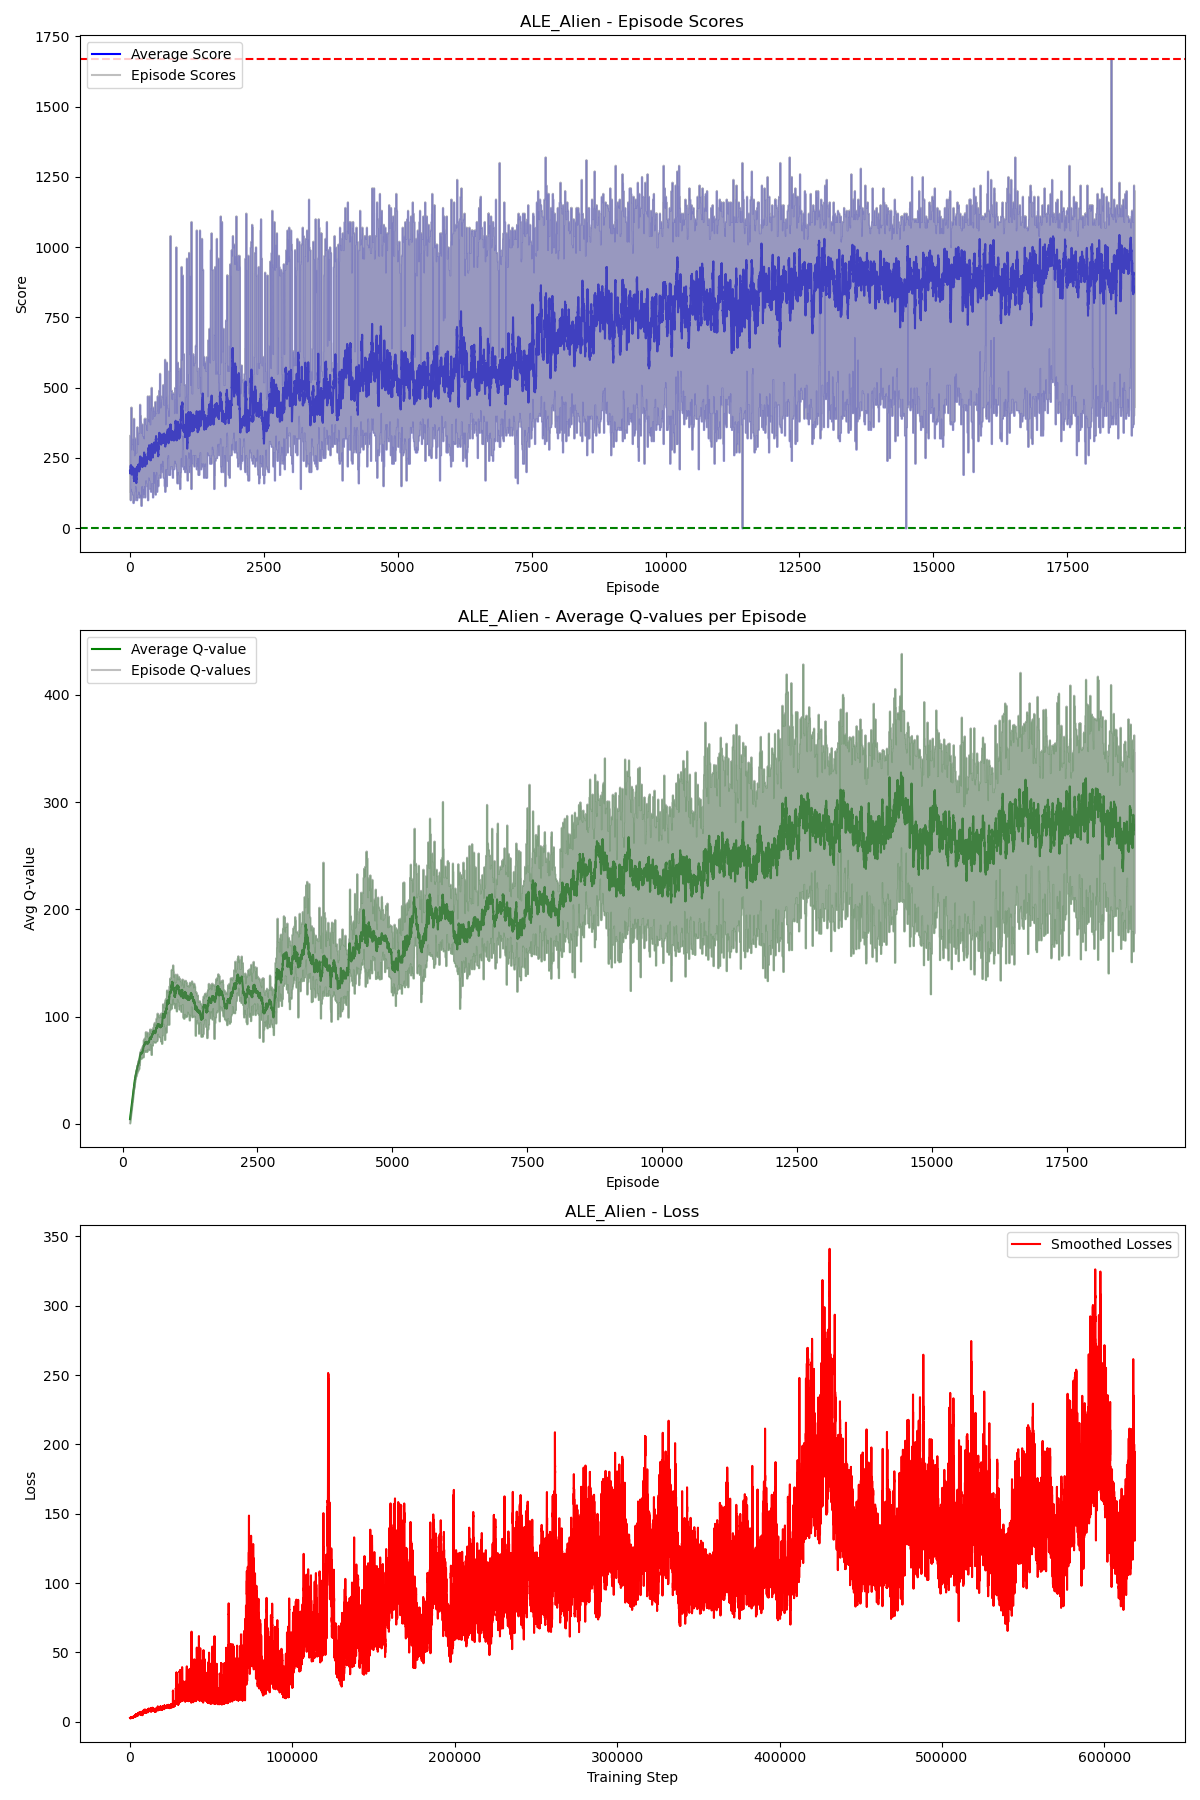 ALE_Alien - Episode Scores
Average Score
Episode Scores
1750
1500
1250
1000
750
500
250
0
Score
0 2500 5000 7500 10000 12500 15000 17500
Episode
ALE_Alien - Average Q-values per Episode
Average Q-value
Episode Q-values
400
300
200
100
0
Avg Q-value
0 2500 5000 7500 10000 12500 15000 17500
Episode
ALE_Alien - Loss
Smoothed Losses
350
300
250
200
150
100
50
0
Loss
0 100000 200000 300000 400000 500000 600000
Training Step